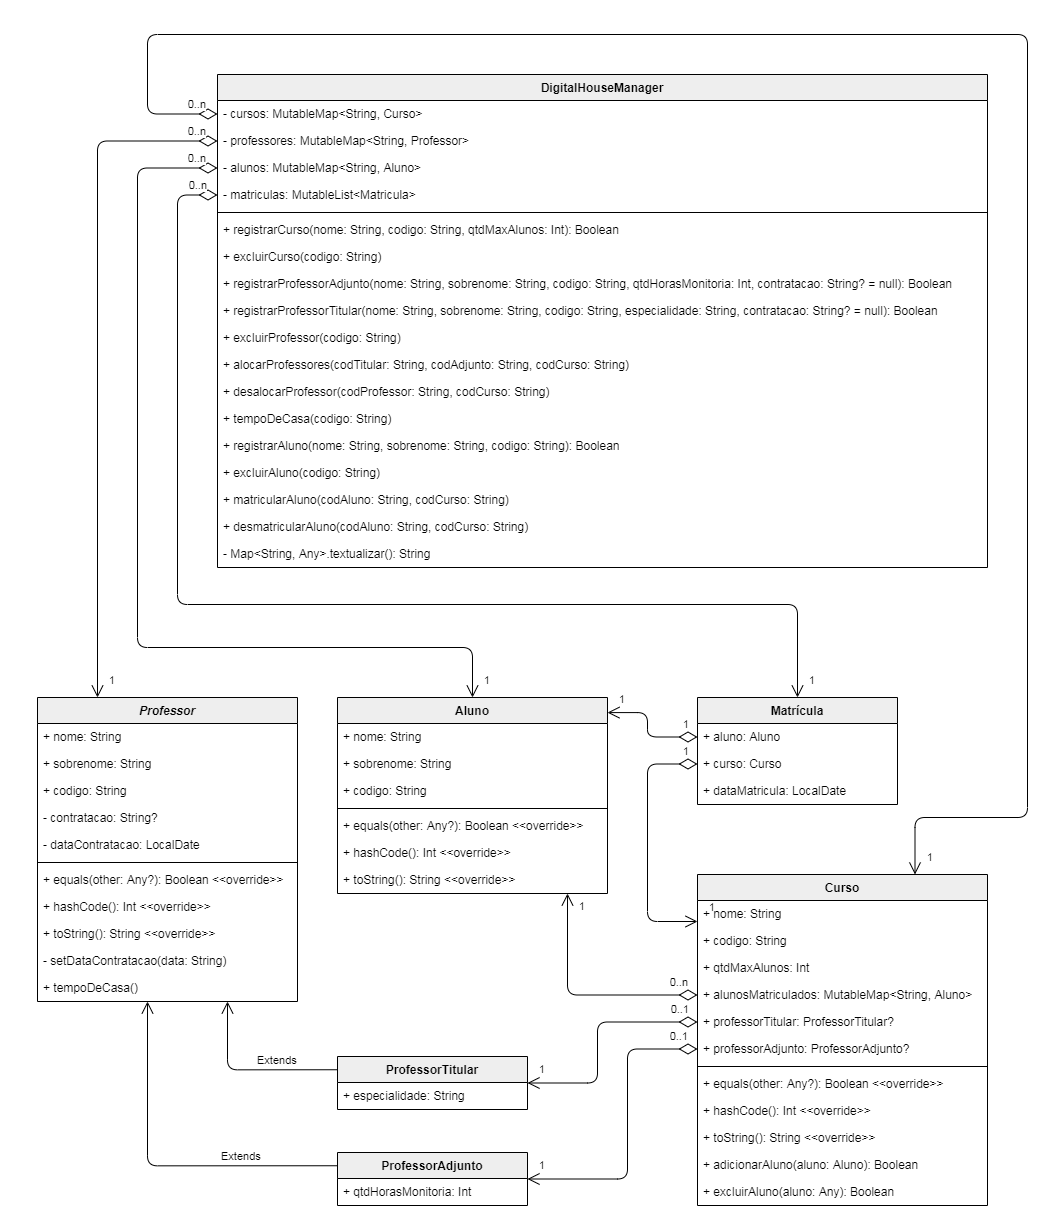 DigitalHouseManager
0..n
- cursos: MutableMap<String, Curso>
0..n
- professores: MutableMap<String, Professor>
0..n
- alunos: MutableMap<String, Aluno>
0..n
- matriculas: MutableList<Matricula>
+ registrarCurso(nome: String, codigo: String, qtdMaxAlunos: Int): Boolean
+ excluirCurso(codigo: String)
+ registrarProfessorAdjunto(nome: String, sobrenome: String, codigo: String, qtdHorasMonitoria: Int, contratacao: String? = null): Boolean
+ registrarProfessorTitular(nome: String, sobrenome: String, codigo: String, especialidade: String, contratacao: String? = null): Boolean
+ excluirProfessor(codigo: String)
+ alocarProfessores(codTitular: String, codAdjunto: String, codCurso: String)
+ desalocarProfessor(codProfessor: String, codCurso: String)
+ tempoDeCasa(codigo: String)
+ registrarAluno(nome: String, sobrenome: String, codigo: String): Boolean
+ excluirAluno(codigo: String)
+ matricularAluno(codAluno: String, codCurso: String)
+ desmatricularAluno(codAluno: String, codCurso: String)
- Map<String, Any>.textualizar(): String
1
1
1
Professor
+ nome: String
+ sobrenome: String
+ codigo: String
- contratacao: String?
- dataContratacao: LocalDate
+ equals(other: Any?): Boolean <<override>>
+ hashCode(): Int <<override>>
+ toString(): String <<override>>
- setDataContratacao(data: String)
+ tempoDeCasa()
Aluno
+ nome: String
+ sobrenome: String
+ codigo: String
+ equals(other: Any?): Boolean <<override>>
+ hashCode(): Int <<override>>
+ toString(): String <<override>>
1
1
1
Matrícula
+ aluno: Aluno
+ curso: Curso
+ dataMatricula: LocalDate
1
1
1
Curso
+ nome: String
+ codigo: String
+ qtdMaxAlunos: Int
0..n
+ alunosMatriculados: MutableMap<String, Aluno>
0..1
+ professorTitular: ProfessorTitular?
0..1
+ professorAdjunto: ProfessorAdjunto?
+ equals(other: Any?): Boolean <<override>>
+ hashCode(): Int <<override>>
+ toString(): String <<override>>
+ adicionarAluno(aluno: Aluno): Boolean
+ excluirAluno(aluno: Any): Boolean
Extends
ProfessorTitular
1
+ especialidade: String
Extends
ProfessorAdjunto
1
+ qtdHorasMonitoria: Int